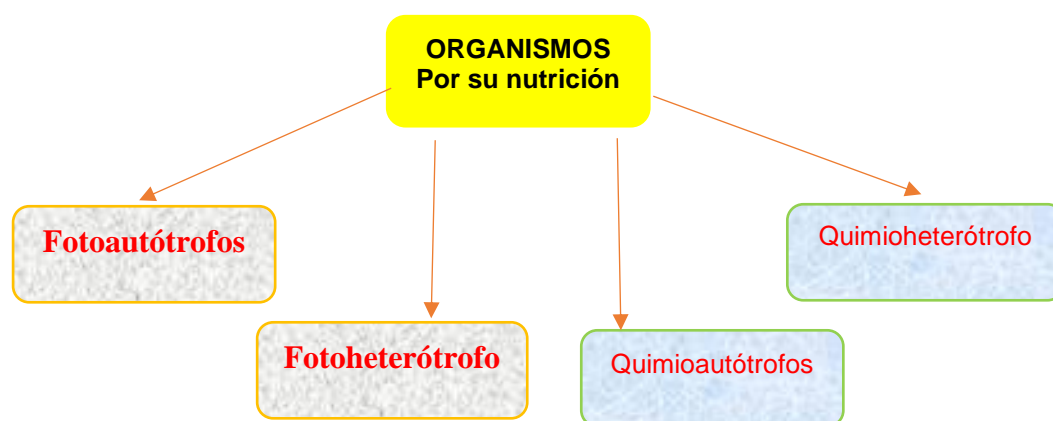 ORGANISMOS
Por su nutrición
Fotoautótrofos
Quimioheterótrofo
Fotoheterótrofo
Quimioautótrofos